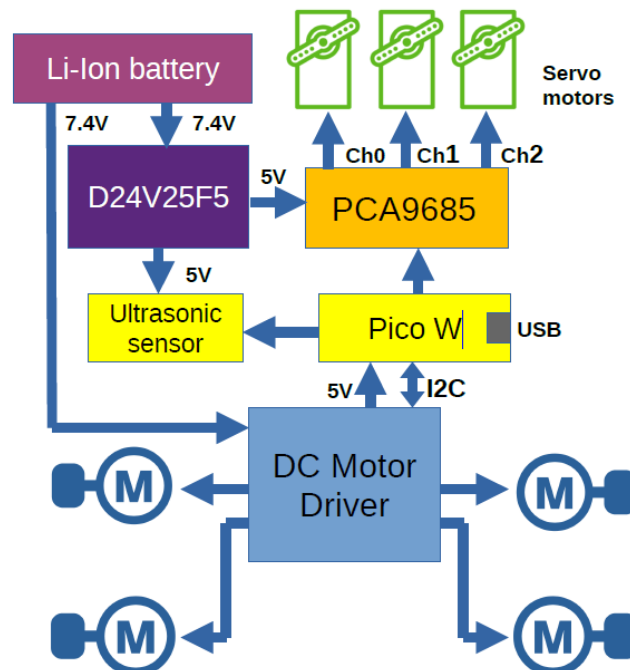 Li-Ion battery
Servo
motors
7.4V
7.4V
Ch0
Ch1
Ch2
5V
D24V25F5
PCA9685
5V
Ultrasonic
sensor
Pico W
USB
5V
I2C
DC Motor
Driver
M
M
M
M